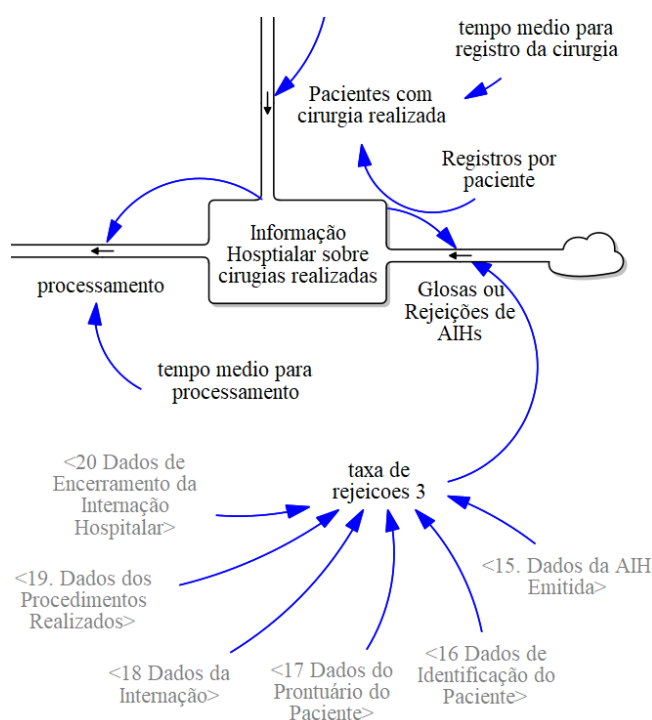 tempo medio para
registro da cirurgia
Pacientes com
cirurgia realizada
Registros por
paciente
Informação
Hosptialar sobre
cirugias realizadas
processamento
Glosas ou
Rejeições de
AIHs
tempo medio para
processamento
<20 Dados de
Encerramento da
Internação
Hospitalar>
taxa de
rejeicoes 3
<19. Dados dos
Procedimentos
Realizados>
<15. Dados da AIH
Emitida>
<18 Dados da
Internação>
<17 Dados do
Prontuário do
Paciente>
<16 Dados de
Identificação do
Paciente>